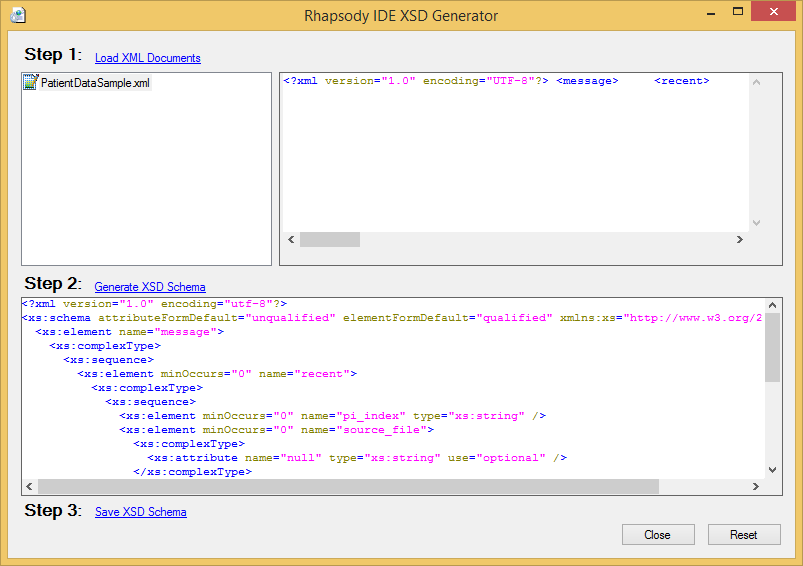 Rhapsody IDE XSD Generator
Step 1: Load XML Documents
PatientDataSample.xml
<?xml version="1.0" encoding="UTF-8"?> <message>     <recent>
Step 2: Generate XSD Schema
<?xml version="1.0" encoding="utf-8"?>
<xs:schema attributeFormDefault="unqualified" elementFormDefault="qualified" xmlns:xs="http://www.w3.org/2
  <xs:element name="message">
    <xs:complexType>
      <xs:sequence>
        <xs:element minOccurs="0" name="recent">
          <xs:complexType>
            <xs:sequence>
              <xs:element minOccurs="0" name="pi_index" type="xs:string" />
              <xs:element minOccurs="0" name="source_file">
                <xs:complexType>
                  <xs:attribute name="null" type="xs:string" use="optional" />
                </xs:complexType>
Step 3: Save XSD Schema
Close Reset